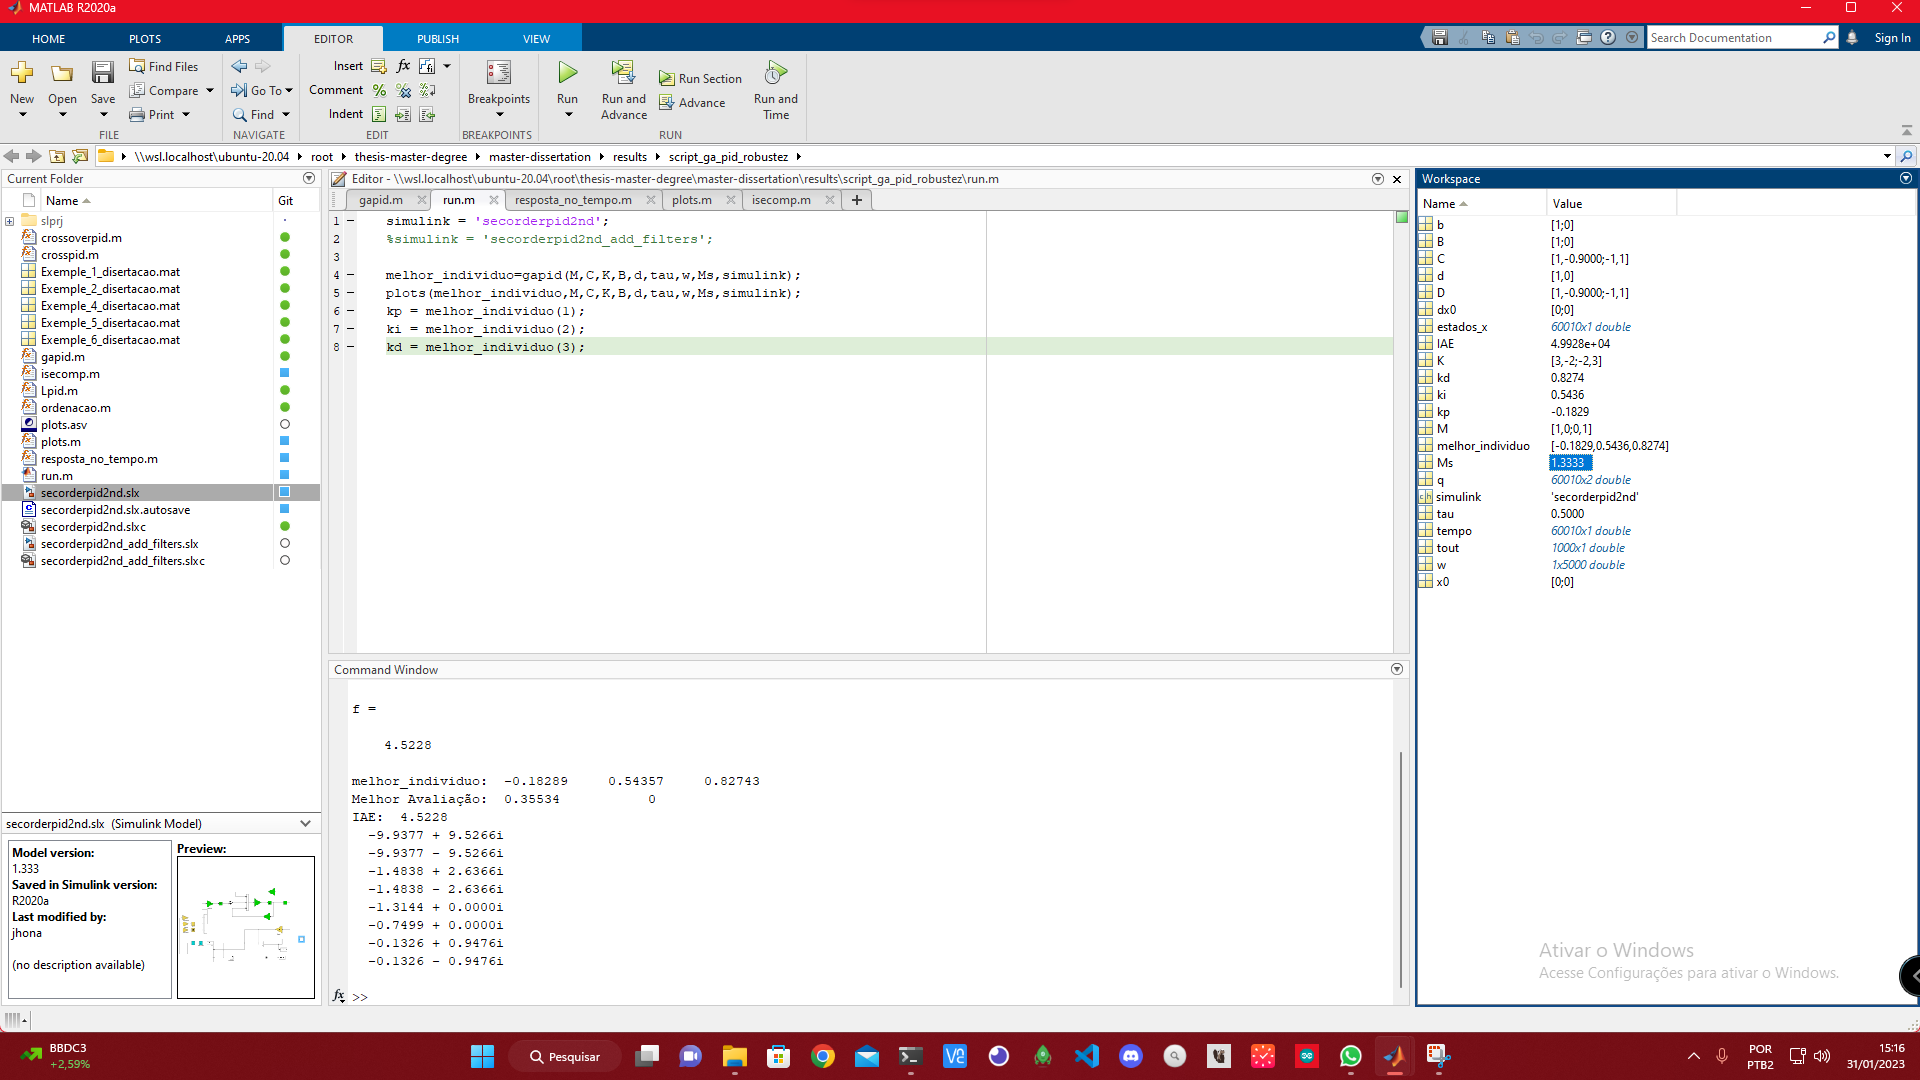 MATLAB R2020a
HOME PLOTS APPS EDITOR PUBLISH VIEW
Search Documentation
Sign In
New
Open
Save
Find Files
Compare
Print
FILE
Go To
Find
NAVIGATE
Insert
fx
Comment
Indent
EDIT
Breakpoints
BREAKPOINTS
Run
Run and Advance
Run Section
Advance
Run and Time
RUN
\\wsl.localhost\ubuntu-20.04 root thesis-master-degree master-dissertation results script_ga_pid_robustez
Current Folder
Name Git
slprj
crossoverpid.m
crosspid.m
Exemple_1_disertacao.mat
Exemple_2_disertacao.mat
Exemple_4_disertacao.mat
Exemple_5_disertacao.mat
Exemple_6_disertacao.mat
gapid.m
isecomp.m
Lpid.m
ordenacao.m
plots.asv
plots.m
resposta_no_tempo.m
run.m
secorderpid2nd.slx
secorderpid2nd.slx.autosave
secorderpid2nd.slxc
secorderpid2nd_add_filters.slx
secorderpid2nd_add_filters.slxc
secorderpid2nd.slx (Simulink Model)
Model version:
1.333
Saved in Simulink version:
R2020a
Last modified by:
jhona
(no description available)
Preview:
Editor - \\wsl.localhost\ubuntu-20.04\root\thesis-master-degree\master-dissertation\results\script_ga_pid_robustez\run.m
gapid.m run.m resposta_no_tempo.m plots.m isecomp.m
1 – simulink = 'secorderpid2nd';
2 %simulink = 'secorderpid2nd_add_filters';
3
4 – melhor_individuo=gapid(M,C,K,B,d,tau,w,Ms,simulink);
5 – plots(melhor_individuo,M,C,K,B,d,tau,w,Ms,simulink);
6 – kp = melhor_individuo(1);
7 – ki = melhor_individuo(2);
8 – kd = melhor_individuo(3);
Command Window
f =
4.5228
melhor_individuo: -0.18289 0.54357 0.82743
Melhor Avaliação: 0.35534 0
IAE: 4.5228
-9.9377 + 9.5266i
-9.9377 - 9.5266i
-1.4838 + 2.6366i
-1.4838 - 2.6366i
-1.3144 + 0.0000i
-0.7499 + 0.0000i
-0.1326 + 0.9476i
-0.1326 - 0.9476i
fx >>
Workspace
Name Value
b [1;0]
B [1;0]
C [1,-0.9000;-1,1]
d [1,0]
D [1,-0.9000;-1,1]
dx0 [0;0]
estados_x 60010x1 double
IAE 4.9928e+04
K [3,-2;-2,3]
kd 0.8274
ki 0.5436
kp -0.1829
M [1,0;0,1]
melhor_individuo [-0.1829,0.5436,0.8274]
Ms 1.3333
q 60010x2 double
simulink 'secorderpid2nd'
tau 0.5000
tempo 60010x1 double
tout 1000x1 double
w 1x5000 double
x0 [0;0]
Ativar o Windows
Acesse Configurações para ativar o Windows.
BBDC3
+2,59%
Pesquisar
POR
PTB2
15:16
31/01/2023